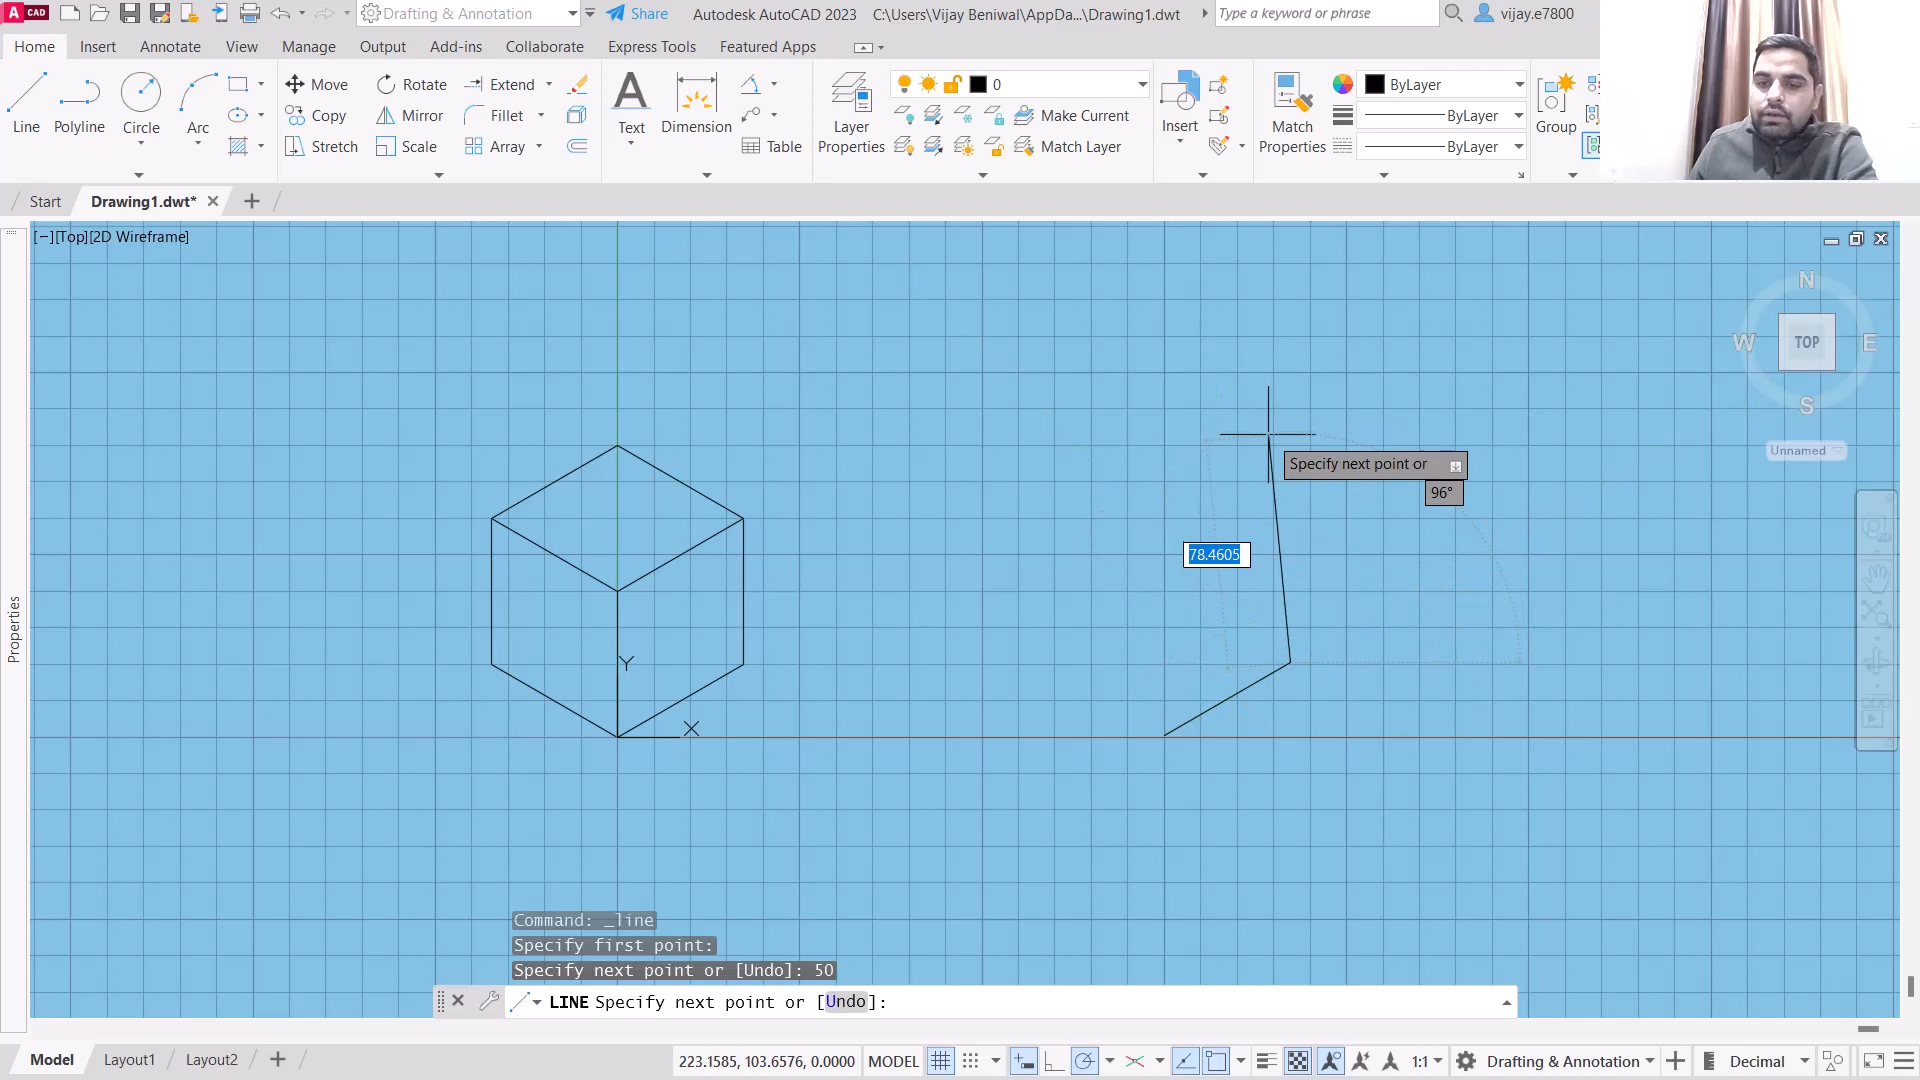 A CAD
Drafting & Annotation
Share
Autodesk AutoCAD 2023
C:\Users\Vijay Beniwal\AppDa...\Drawing1.dwt
Type a keyword or phrase
vijay.e7800
Home
Insert
Annotate
View
Manage
Output
Add-ins
Collaborate
Express Tools
Featured Apps
Line
Polyline
Circle
Arc
Move
Rotate
Extend
Copy
Mirror
Fillet
Stretch
Scale
Array
Text
Dimension
Table
Layer
Properties
0
Make Current
Match Layer
Insert
Match
Properties
ByLayer
ByLayer
ByLayer
Group
Start
Drawing1.dwt*
[−][Top][2D Wireframe]
N
W
TOP
E
S
Unnamed
Properties
Specify next point or
96°
78.4605
Y
X
Command: _line
Specify first point:
Specify next point or [Undo]: 50
LINE Specify next point or [Undo]:
Model
Layout1
Layout2
223.1585, 103.6576, 0.0000
MODEL
1:1
Drafting & Annotation
Decimal